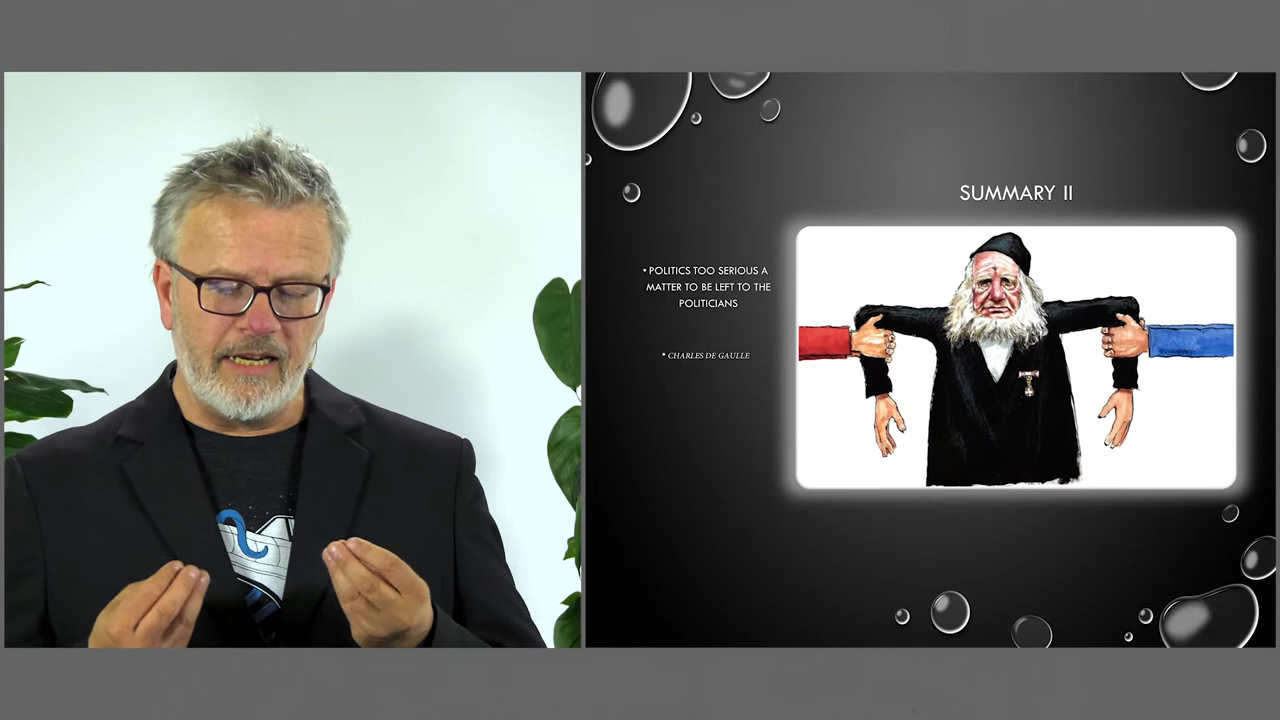 SUMMARY II
• POLITICS TOO SERIOUS A
MATTER TO BE LEFT TO THE
POLITICIANS
• CHARLES DE GAULLE